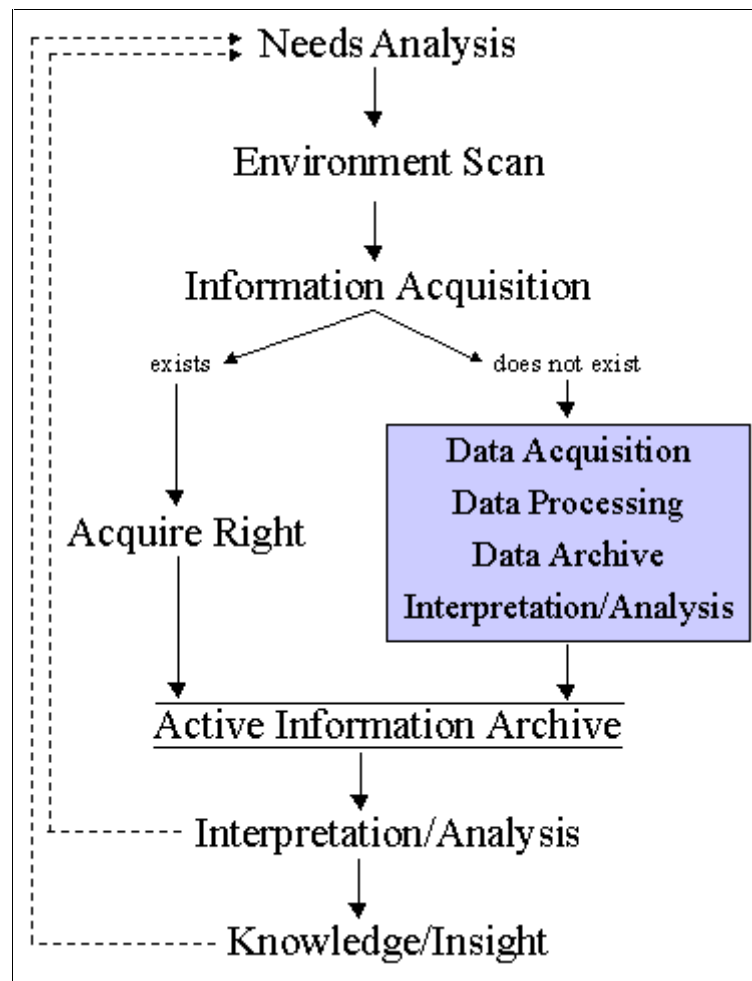 Needs Analysis
Environment Scan
Information Acquisition
exists
does not exist
Data Acquisition
Data Processing
Data Archive
Interpretation/Analysis
Acquire Right
Active Information Archive
Interpretation/Analysis
Knowledge/Insight